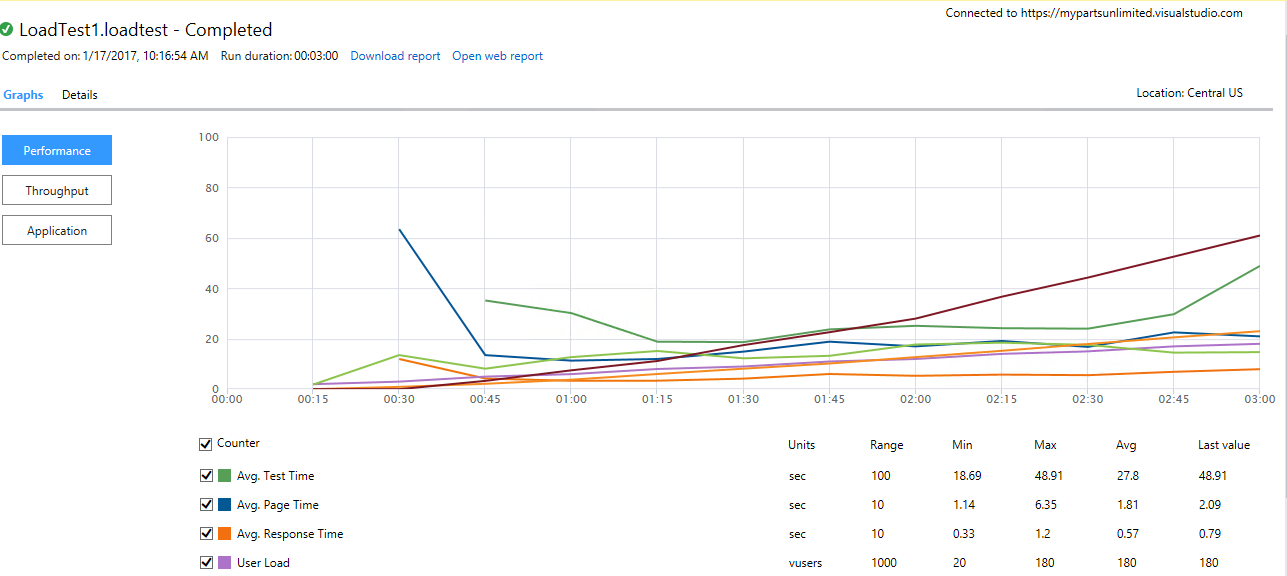 Connected to https://mypartsunlimited.visualstudio.com
LoadTest1.loadtest - Completed
Completed on: 1/17/2017, 10:16:54 AM Run duration: 00:03:00 Download report Open web report
Graphs Details
Location: Central US
Performance
Throughput
Application
100
80
60
40
20
0
00:00 00:15 00:30 00:45 01:00 01:15 01:30 01:45 02:00 02:15 02:30 02:45 03:00
Counter Units Range Min Max Avg Last value
Avg. Test Time sec 100 18.69 48.91 27.8 48.91
Avg. Page Time sec 10 1.14 6.35 1.81 2.09
Avg. Response Time sec 10 0.33 1.2 0.57 0.79
User Load vusers 1000 20 180 180 180